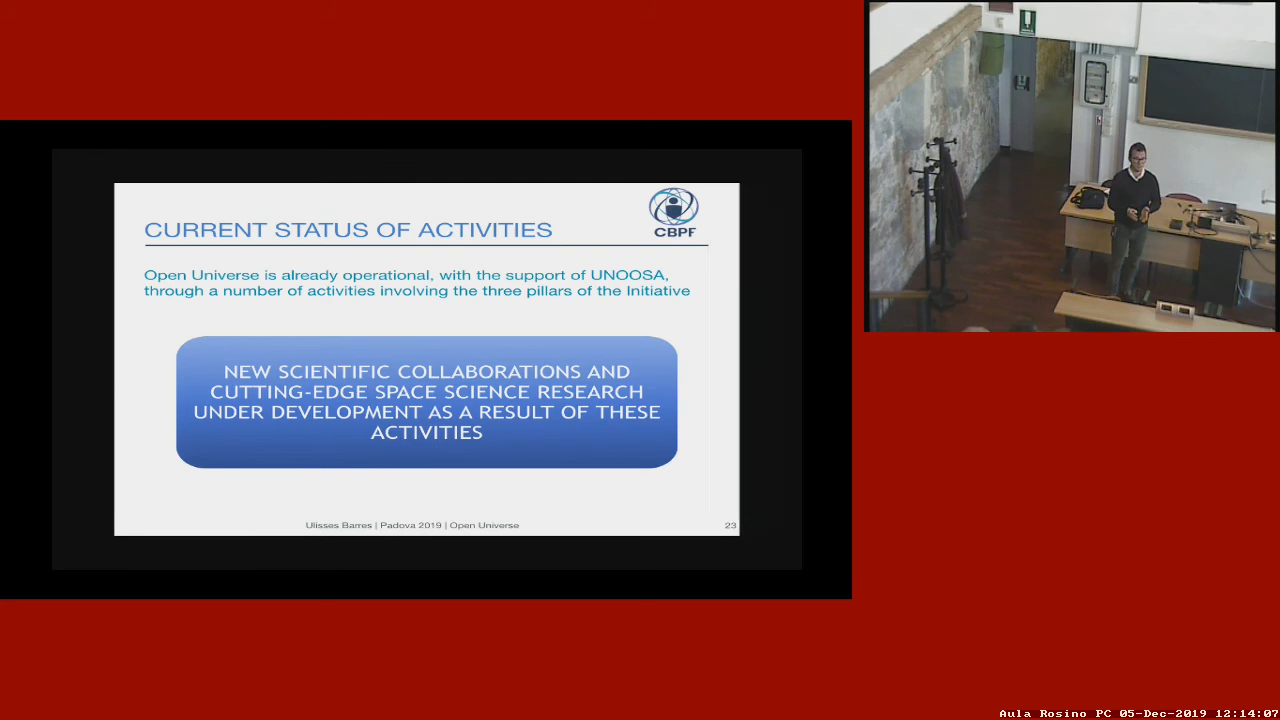 CBPF
CURRENT STATUS OF ACTIVITIES
Open Universe is already operational, with the support of UNOOSA,
through a number of activities involving the three pillars of the Initiative
NEW SCIENTIFIC COLLABORATIONS AND
CUTTING-EDGE SPACE SCIENCE RESEARCH
UNDER DEVELOPMENT AS A RESULT OF THESE
ACTIVITIES
Ulisses Barres | Padova 2019 | Open Universe
23
Aula Rosino PC 05-Dec-2019 12:14:07